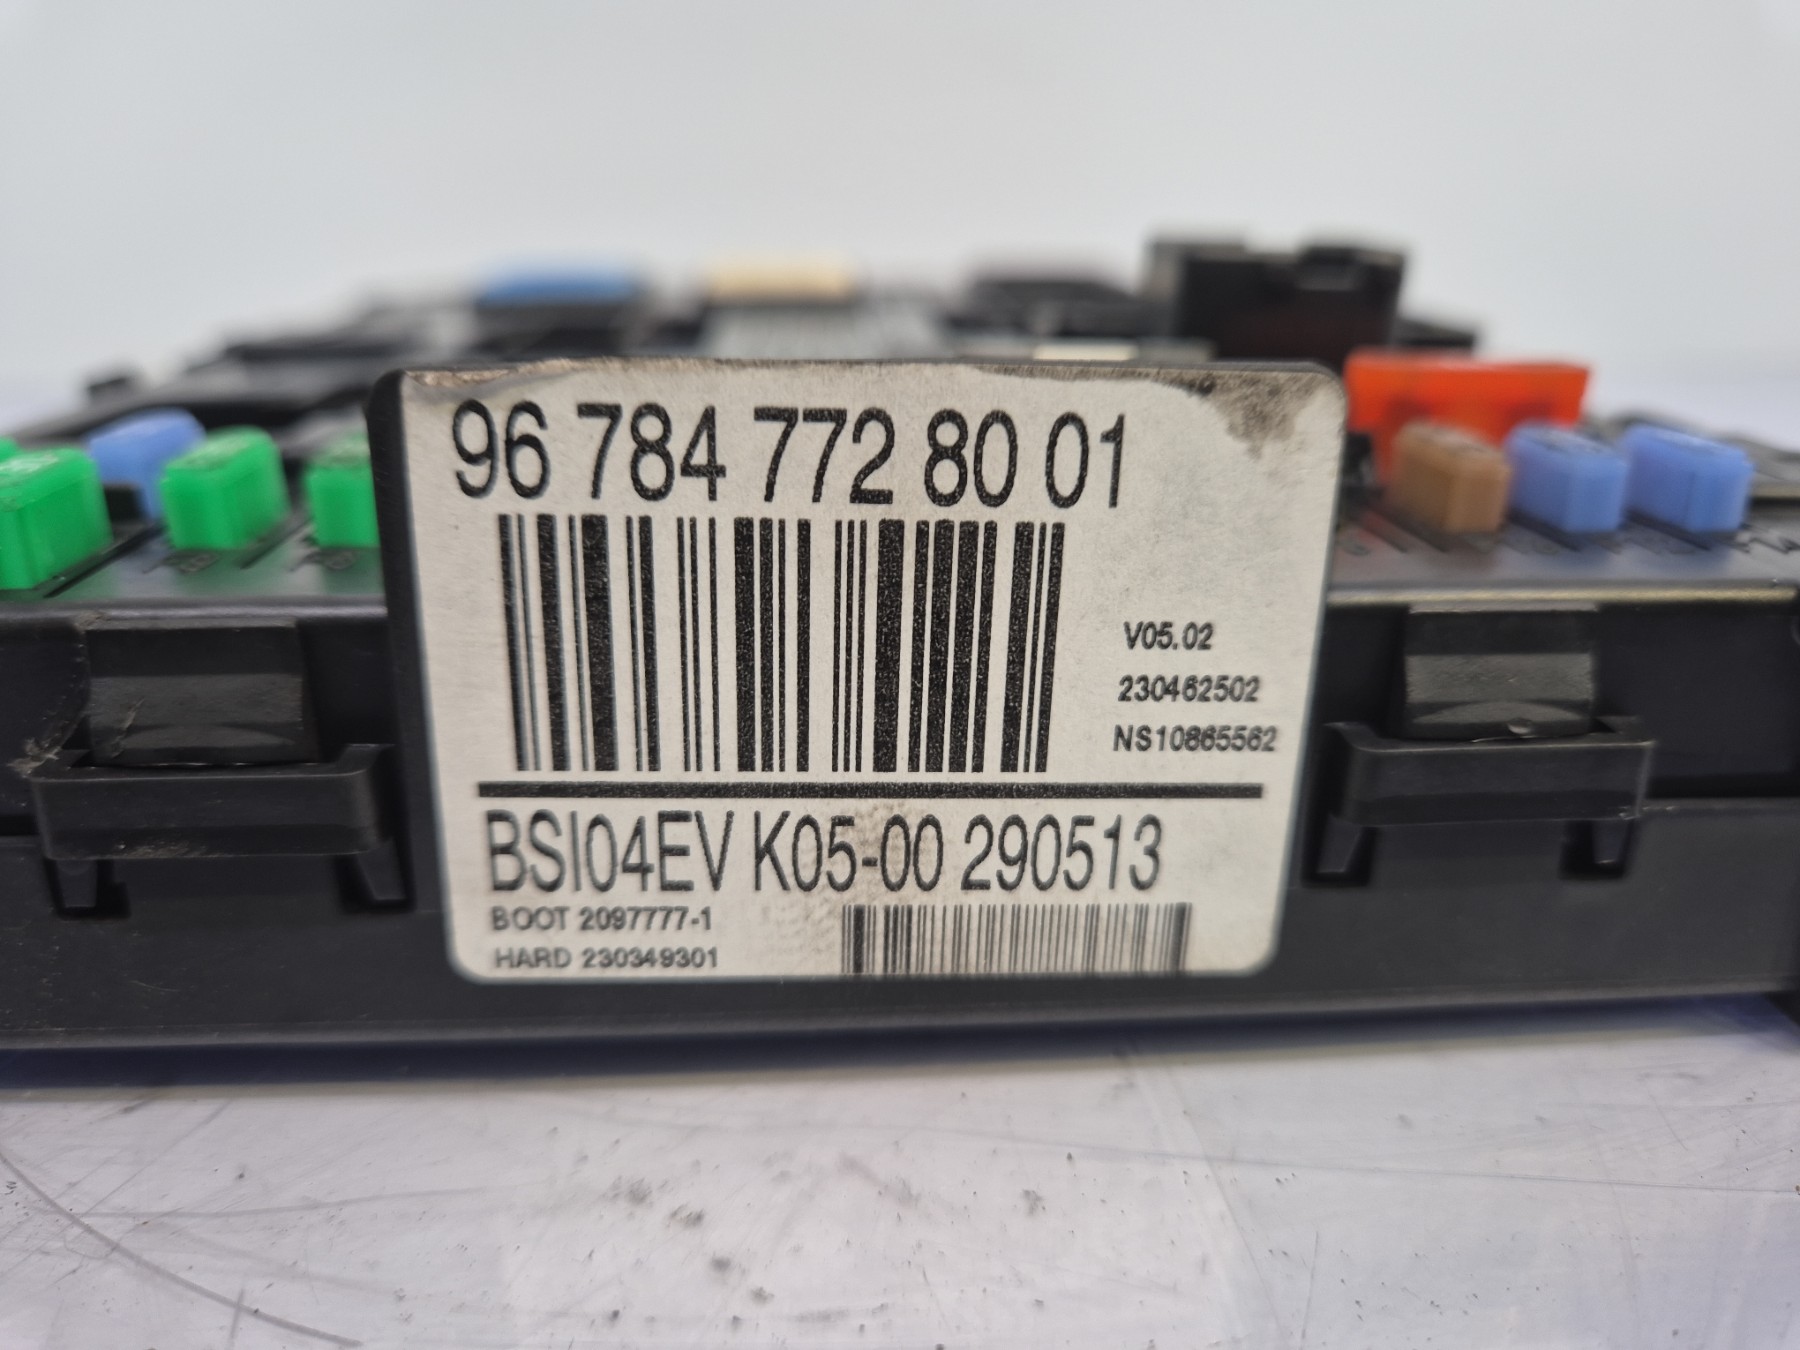 96 784 772 80 01
V05.02
230462502
NS10865562
BSI04EV K05-00 290513
BOOT 2097777-1
HARD 230349301